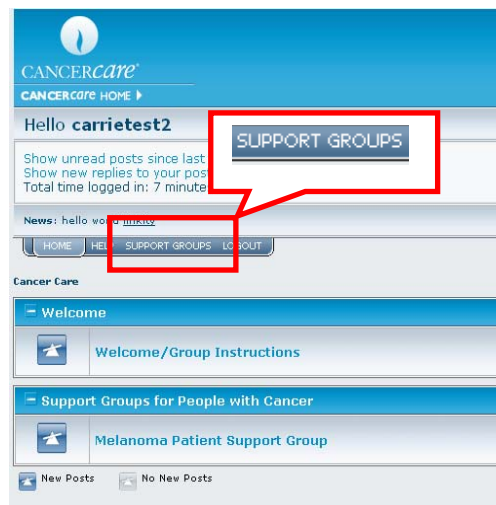 CANCERcare®
CANCERcare HOME
Hello carrietest2
SUPPORT GROUPS
Show unread posts since last
Show new replies to your pos
Total time logged in: 7 minute
News: hello world linkity
HOME HELP SUPPORT GROUPS LOGOUT
Cancer Care
Welcome
Welcome/Group Instructions
Support Groups for People with Cancer
Melanoma Patient Support Group
New Posts No New Posts